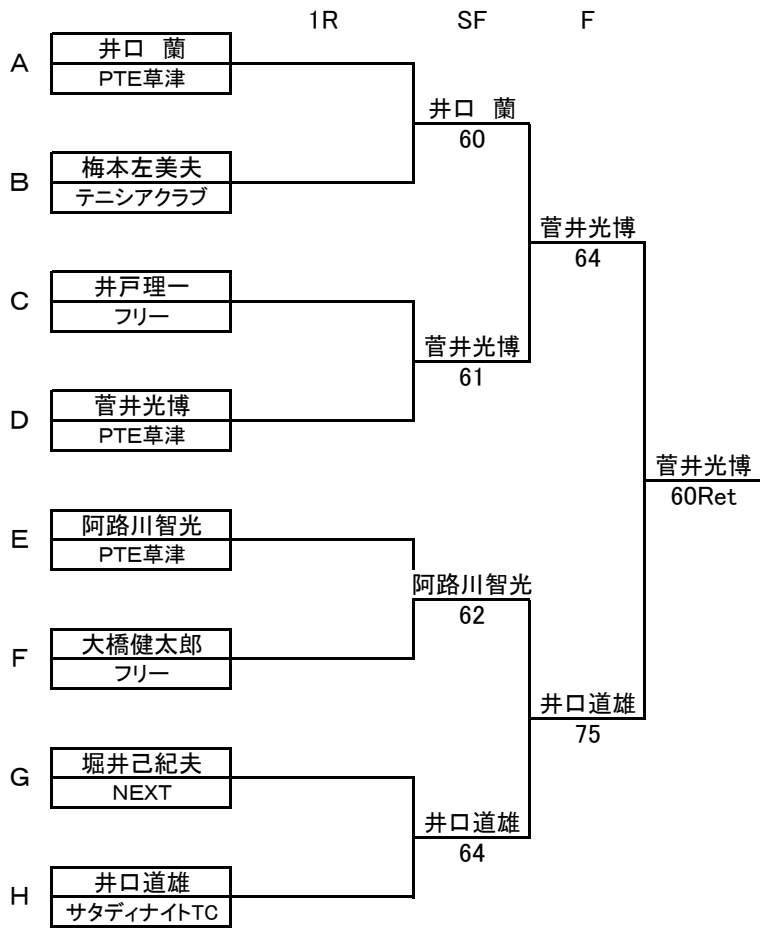 1R SF F
A
井口 蘭
PTE草津
井口 蘭
60
B
梅本左美夫
テニシアクラブ
菅井光博
64
C
井戸理一
フリー
菅井光博
61
D
菅井光博
PTE草津
菅井光博
60Ret
E
阿路川智光
PTE草津
阿路川智光
62
F
大橋健太郎
フリー
井口道雄
75
G
堀井己紀夫
NEXT
井口道雄
64
H
井口道雄
サタディナイトTC